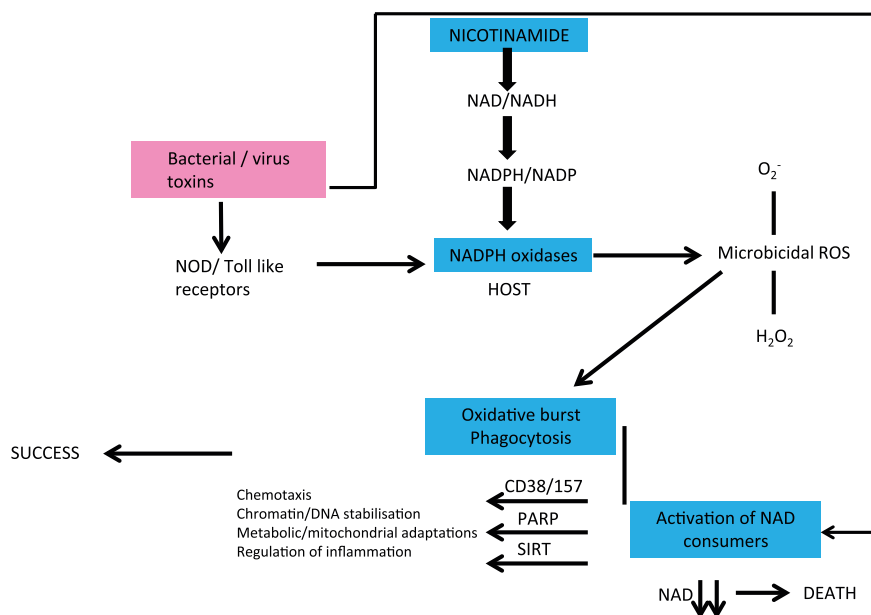 NICOTINAMIDE
NAD/NADH
Bacterial / virus
toxins
NADPH/NADP
O₂⁻
NOD/ Toll like
receptors
NADPH oxidases
HOST
Microbicidal ROS
H₂O₂
Oxidative burst
Phagocytosis
SUCCESS
CD38/157
Chemotaxis
Chromatin/DNA stabilisation
PARP
Metabolic/mitochondrial adaptations
SIRT
Regulation of inflammation
Activation of NAD
consumers
NAD
DEATH